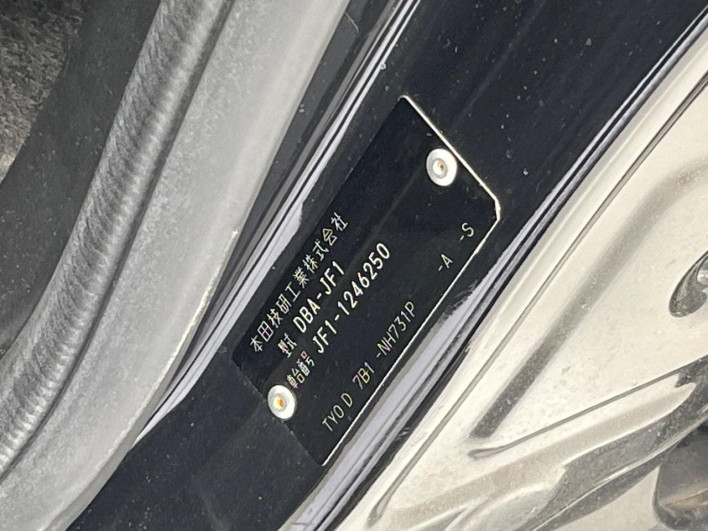 本田技研工業株式会社
型式 DBA-JF1
車台番号 JF1-1246250
-A -S
TY0 D 7B1 -NH731P